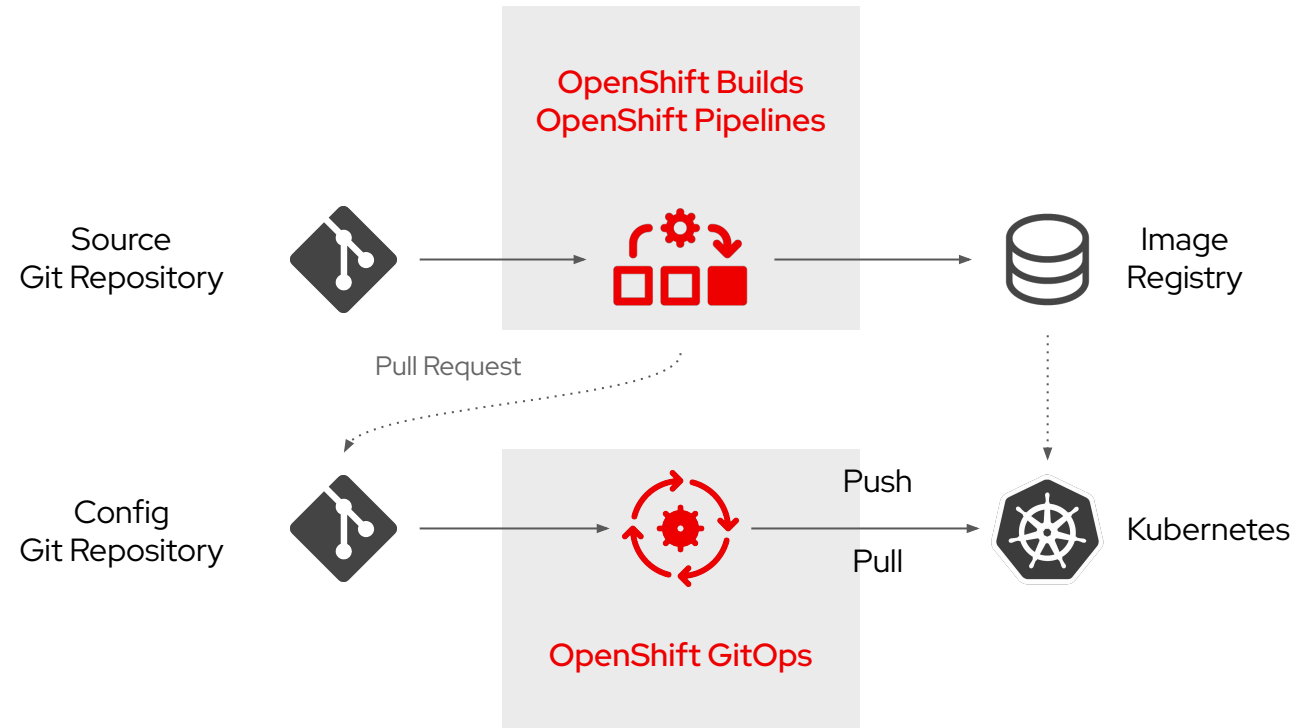 OpenShift Builds
OpenShift Pipelines
Source
Git Repository
Image
Registry
Pull Request
Config
Git Repository
Push
Pull
Kubernetes
OpenShift GitOps